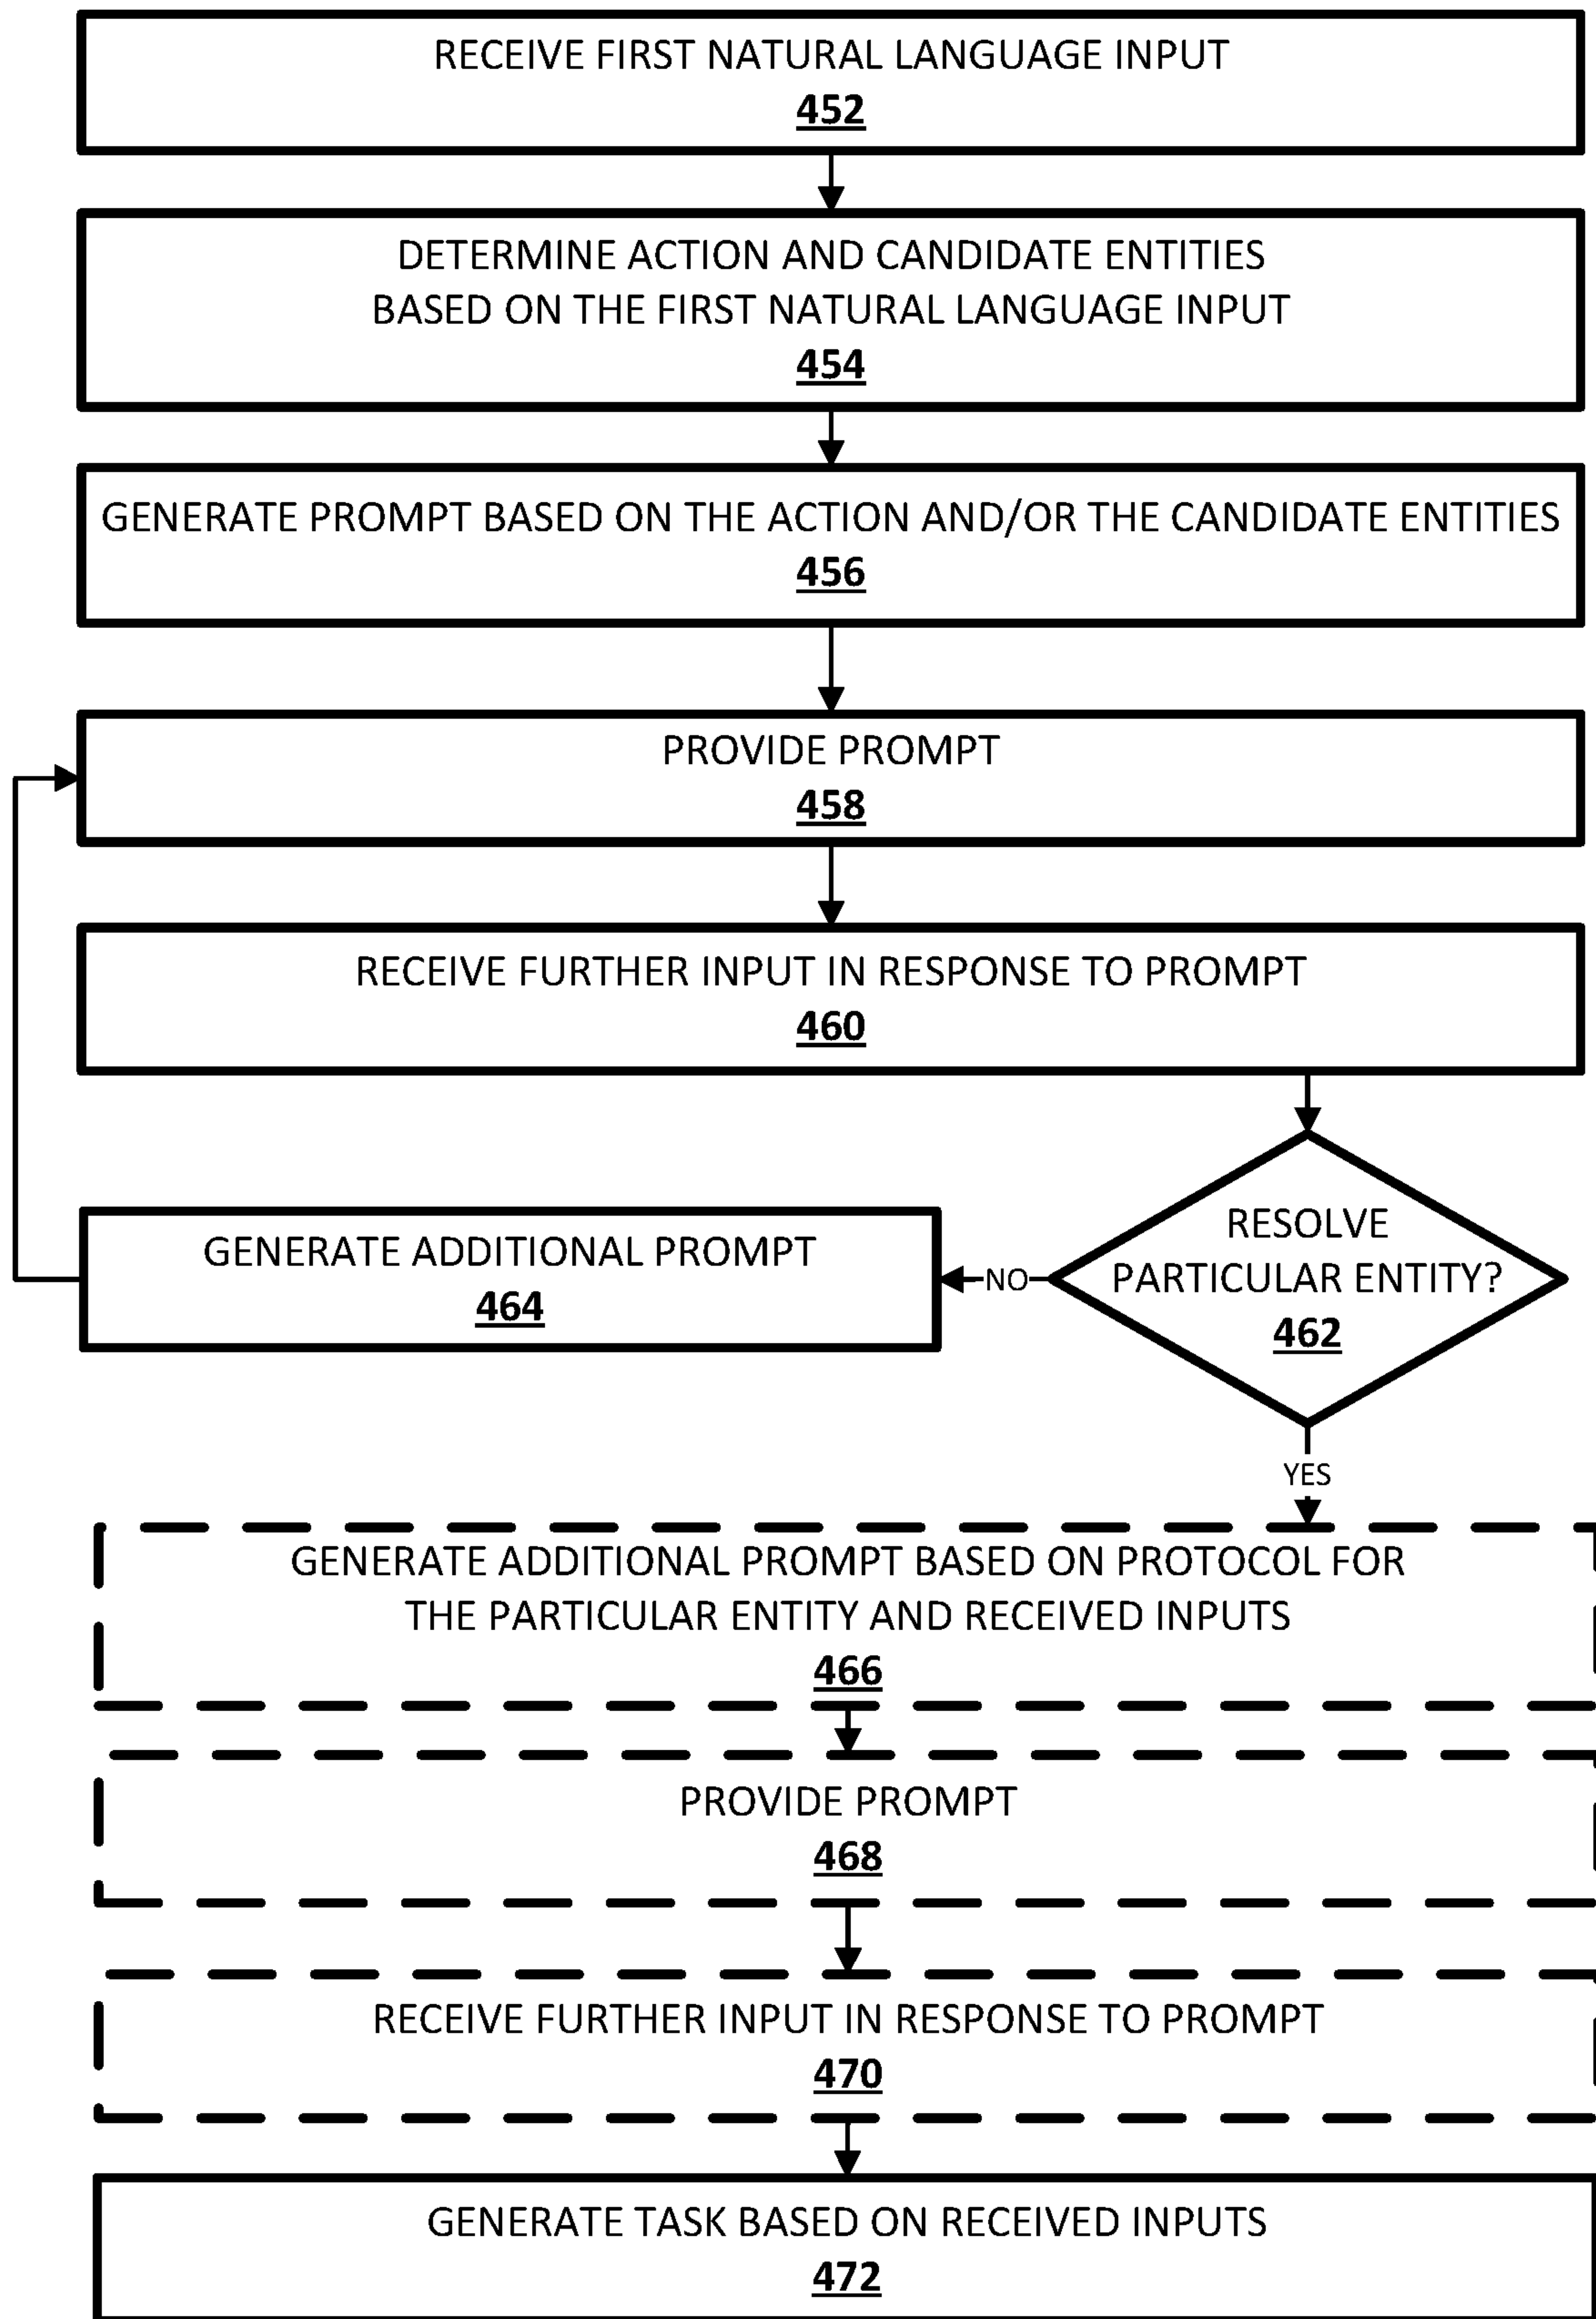 RECEIVE FIRST NATURAL LANGUAGE INPUT
452
DETERMINE ACTION AND CANDIDATE ENTITIES
BASED ON THE FIRST NATURAL LANGUAGE INPUT
454
GENERATE PROMPT BASED ON THE ACTION AND/OR THE CANDIDATE ENTITIES
456
PROVIDE PROMPT
458
RECEIVE FURTHER INPUT IN RESPONSE TO PROMPT
460
RESOLVE
PARTICULAR ENTITY?
462
NO
GENERATE ADDITIONAL PROMPT
464
YES
GENERATE ADDITIONAL PROMPT BASED ON PROTOCOL FOR
THE PARTICULAR ENTITY AND RECEIVED INPUTS
466
PROVIDE PROMPT
468
RECEIVE FURTHER INPUT IN RESPONSE TO PROMPT
470
GENERATE TASK BASED ON RECEIVED INPUTS
472